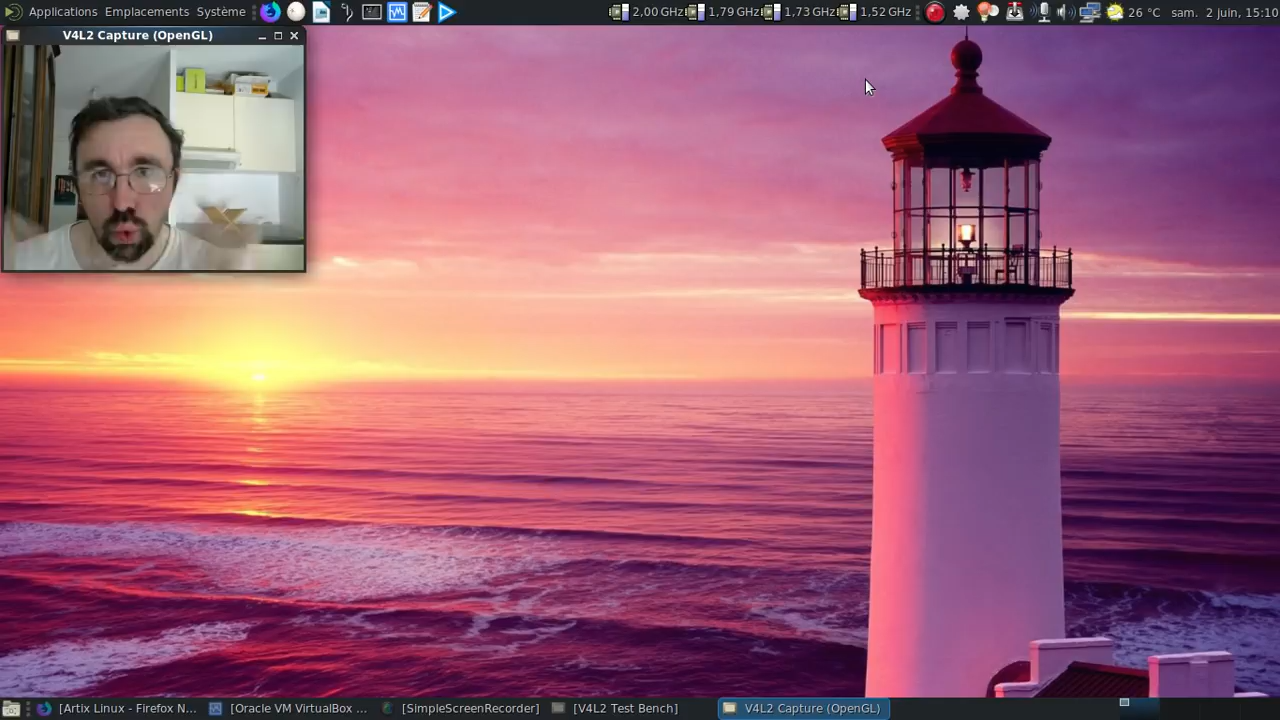 Applications Emplacements Système 2,00 GHz 1,79 GHz 1,73 GHz 1,52 GHz 26 °C sam. 2 juin, 15:10
V4L2 Capture (OpenGL)
[Artix Linux - Firefox N... [Oracle VM VirtualBox ... [SimpleScreenRecorder] [V4L2 Test Bench] V4L2 Capture (OpenGL)